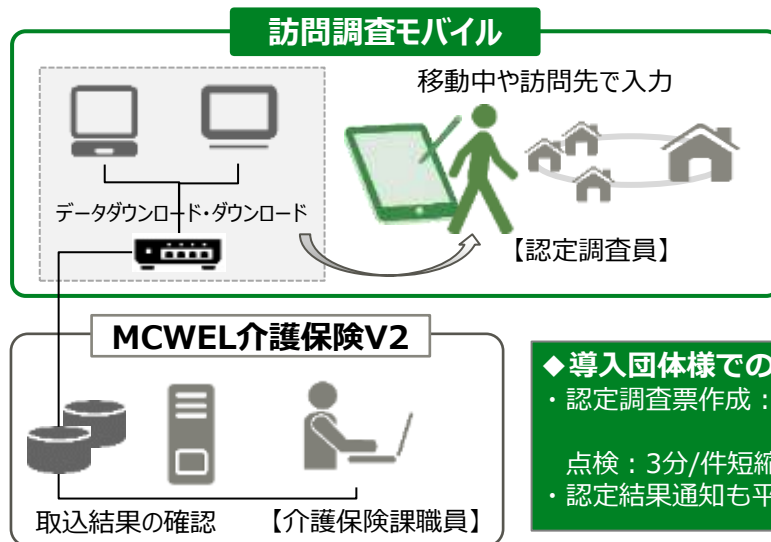 訪問調査モバイル
移動中や訪問先で入力
データダウンロード・ダウンロード
【認定調査員】
MCWEL介護保険V2
取込結果の確認
【介護保険課職員】
◆導入団体様での
・認定調査票作成：
点検：3分/件短縮
・認定結果通知も平